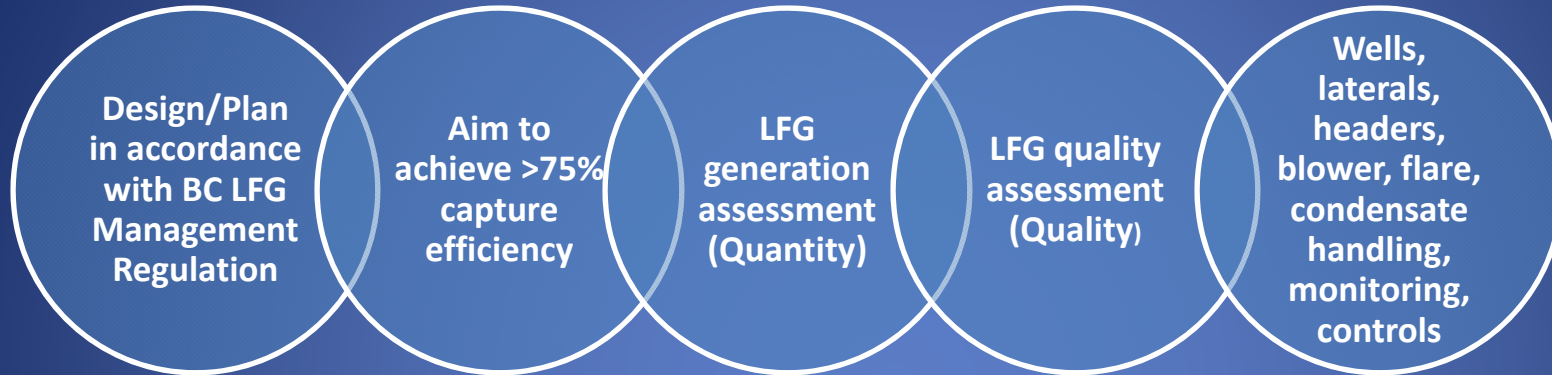 Design/Plan
in accordance
with BC LFG
Management
Regulation
Aim to
achieve >75%
capture
efficiency
LFG
generation
assessment
(Quantity)
LFG quality
assessment
(Quality)
Wells,
laterals,
headers,
blower, flare,
condensate
handling,
monitoring,
controls